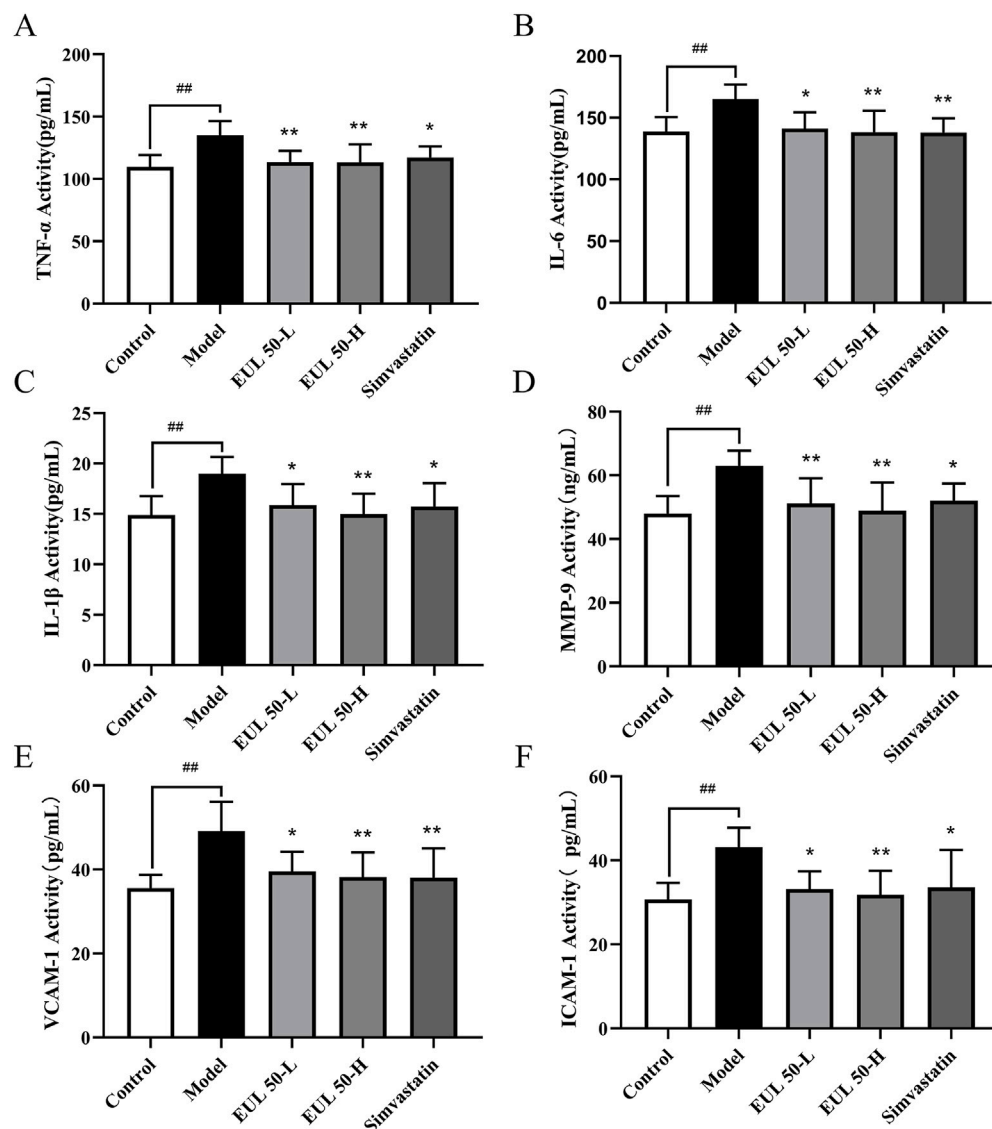 A
TNF-α Activity(pg/mL)
200
150
100
50
0
##
**
**
*
Control
Model
EUL 50-L
EUL 50-H
Simvastatin
B
IL-6 Activity(pg/mL)
200
150
100
50
0
##
*
**
**
Control
Model
EUL 50-L
EUL 50-H
Simvastatin
C
IL-1β Activity(pg/mL)
25
20
15
10
5
0
##
*
**
*
Control
Model
EUL 50-L
EUL 50-H
Simvastatin
D
MMP-9 Activity（ng/mL）
80
60
40
20
0
##
**
**
*
Control
Model
EUL 50-L
EUL 50-H
Simvastatin
E
VCAM-1 Activity（pg/mL）
60
40
20
0
##
*
**
**
Control
Model
EUL 50-L
EUL 50-H
Simvastatin
F
ICAM-1 Activity（ pg/mL）
60
40
20
0
##
*
**
*
Control
Model
EUL 50-L
EUL 50-H
Simvastatin